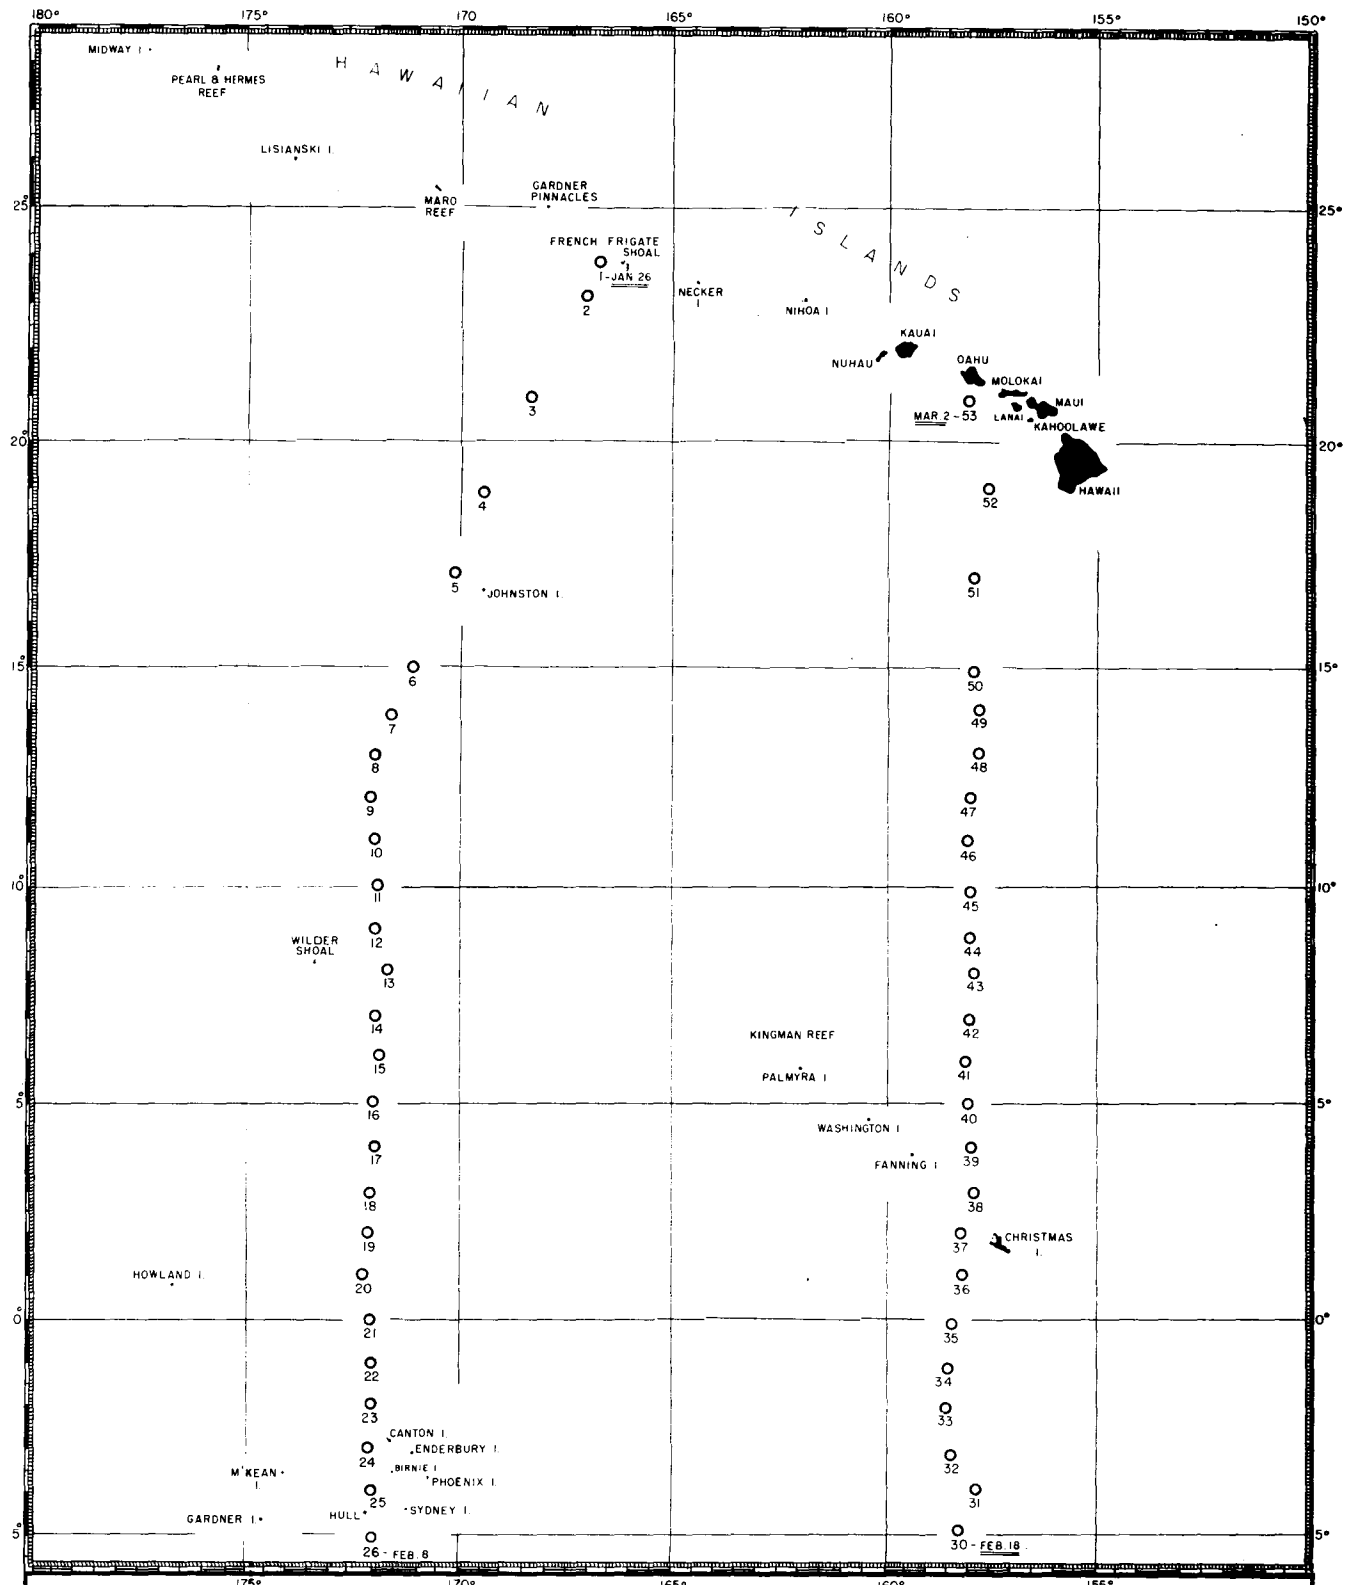 180° 175° 170° 165° 160° 155° 150°
MIDWAY I.
PEARL & HERMES
REEF
HAWAIIAN
LISIANSKI I.
MARO
REEF
GARDNER
PINNACLES
25° 25°
ISLANDS
FRENCH FRIGATE
SHOAL
1-JAN 26
2
NECKER
I.
NIHOA I
KAUAI
NUHAU
OAHU
MOLOKAI
MAUI
LANAI
KAHOOLAWE
MAR. 2-53
3
20° 20°
HAWAII
4
52
5
JOHNSTON I.
51
15° 15°
6
50
7
49
8
48
9
47
10
46
10° 10°
11
45
12
44
WILDER
SHOAL
13
43
14
42
KINGMAN REEF
15
41
PALMYRA I
5° 5°
16
40
WASHINGTON I
17
39
FANNING I
18
38
19
37
CHRISTMAS
I.
HOWLAND I.
20
36
0° 0°
21
35
22
34
23
33
CANTON I.
ENDERBURY I.
24
32
BIRNIE I
M'KEAN
I.
PHOENIX I.
25
31
HULL
SYDNEY I.
GARDNER I.
5° 5°
26-FEB. 8
30-FEB. 18
175° 170° 165° 160° 155°